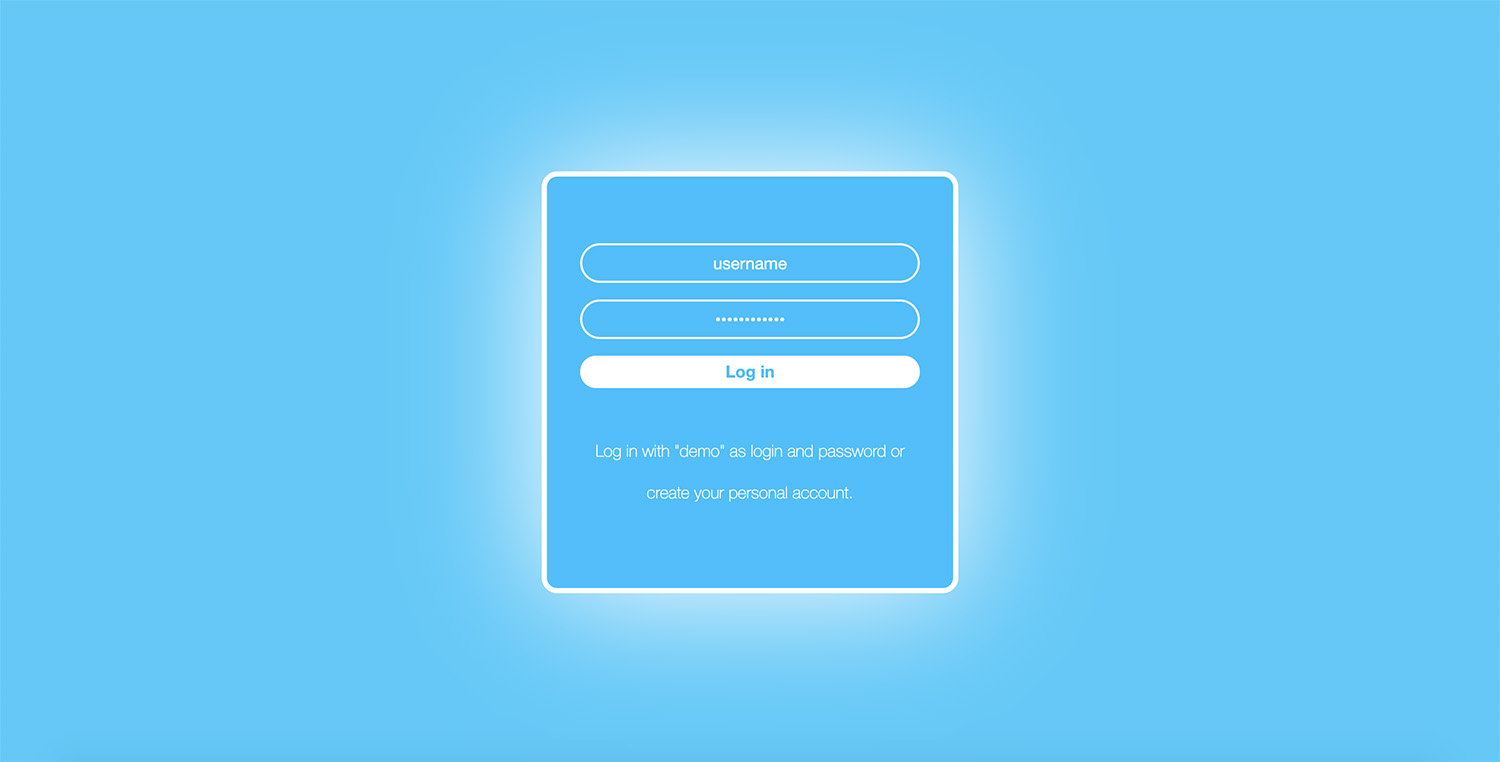 username
••••••••••••
Log in
Log in with "demo" as login and password or
create your personal account.